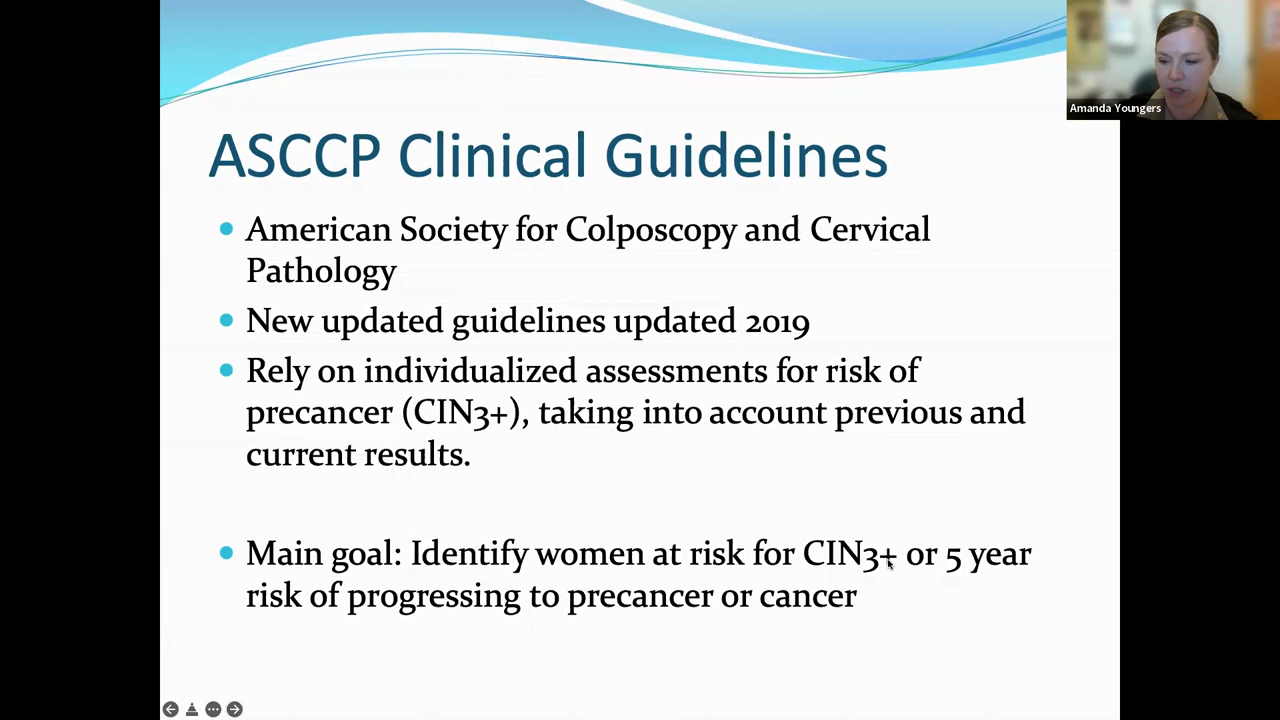 Amanda Youngers
ASCCP Clinical Guidelines
• American Society for Colposcopy and Cervical
Pathology
• New updated guidelines updated 2019
• Rely on individualized assessments for risk of
precancer (CIN3+), taking into account previous and
current results.
• Main goal: Identify women at risk for CIN3+ or 5 year
risk of progressing to precancer or cancer